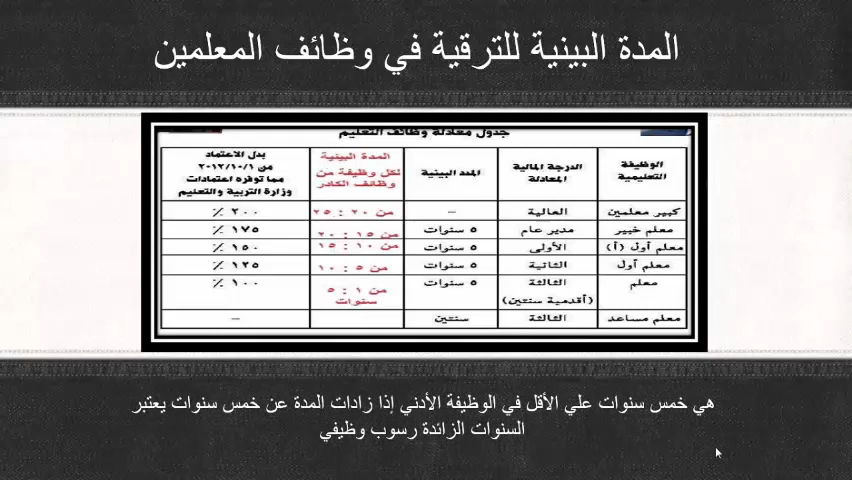 المدة البينية للترقية في وظائف المعلمين
جدول معادلة وظائف التعليم
الوظيفة التعليمية | الدرجة المالية المعادلة | المدد البينية | المدة البينية لكل وظيفة من وظائف الكادر | بدل الاعتماد من ٢٠١٣/١٠/١ مما توفره اعتمادات وزارة التربية والتعليم
كبير معلمين | العالية | – | من ٢٠ : ٢٥ | ٢٠٠ ٪
معلم خبير | مدير عام | ٥ سنوات | من ١٥ : ٢٠ | ١٧٥ ٪
معلم أول (أ) | الأولى | ٥ سنوات | من ١٠ : ١٥ | ١٥٠ ٪
معلم أول | الثانية | ٥ سنوات | من ٥ : ١٠ | ١٢٥ ٪
معلم | الثالثة (أقدمية سنتين) | ٥ سنوات | من ١ : ٥ سنوات | ١٠٠ ٪
معلم مساعد | الثالثة | سنتين | –
هي خمس سنوات علي الأقل في الوظيفة الأدني إذا زادات المدة عن خمس سنوات يعتبر
السنوات الزائدة رسوب وظيفي